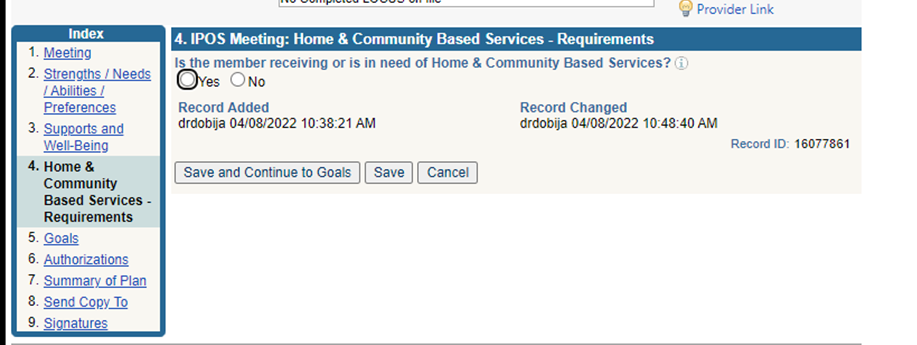 No Completed LOCUS on file
Provider Link
Index
1. Meeting
2. Strengths / Needs
/ Abilities /
Preferences
3. Supports and
Well-Being
4. Home &
Community
Based Services -
Requirements
5. Goals
6. Authorizations
7. Summary of Plan
8. Send Copy To
9. Signatures
4. IPOS Meeting: Home & Community Based Services - Requirements
Is the member receiving or is in need of Home & Community Based Services?
Yes No
Record Added Record Changed
drdobija 04/08/2022 10:38:21 AM drdobija 04/08/2022 10:48:40 AM
Record ID: 16077861
Save and Continue to Goals Save Cancel